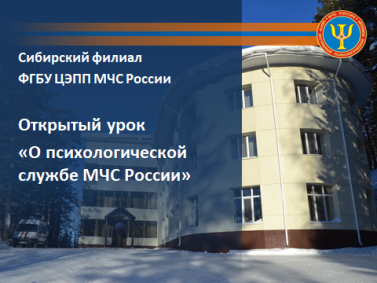 Сибирский филиал
ФГБУ ЦЭПП МЧС России
Открытый урок
«О психологической
службе МЧС России»